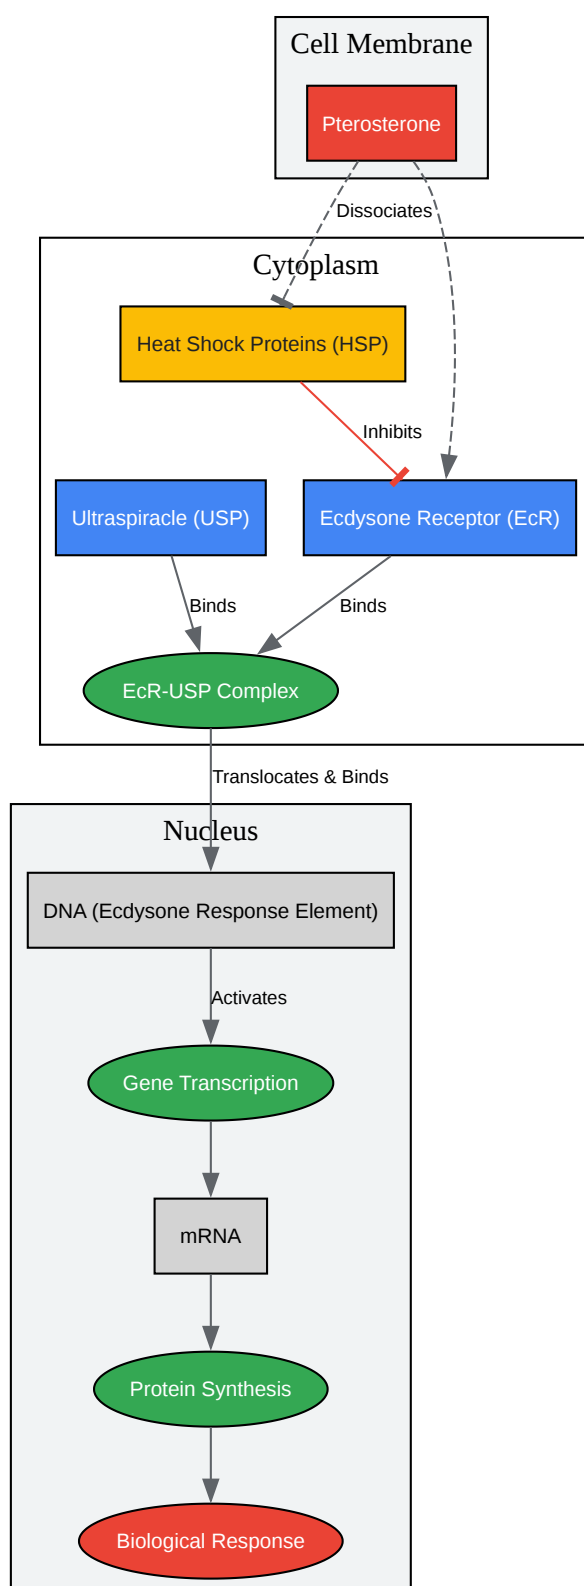 Cell Membrane
Pterosterone
Dissociates
Cytoplasm
Heat Shock Proteins (HSP)
Inhibits
Ultraspiracle (USP)
Ecdysone Receptor (EcR)
Binds
Binds
EcR-USP Complex
Translocates & Binds
Nucleus
DNA (Ecdysone Response Element)
Activates
Gene Transcription
mRNA
Protein Synthesis
Biological Response